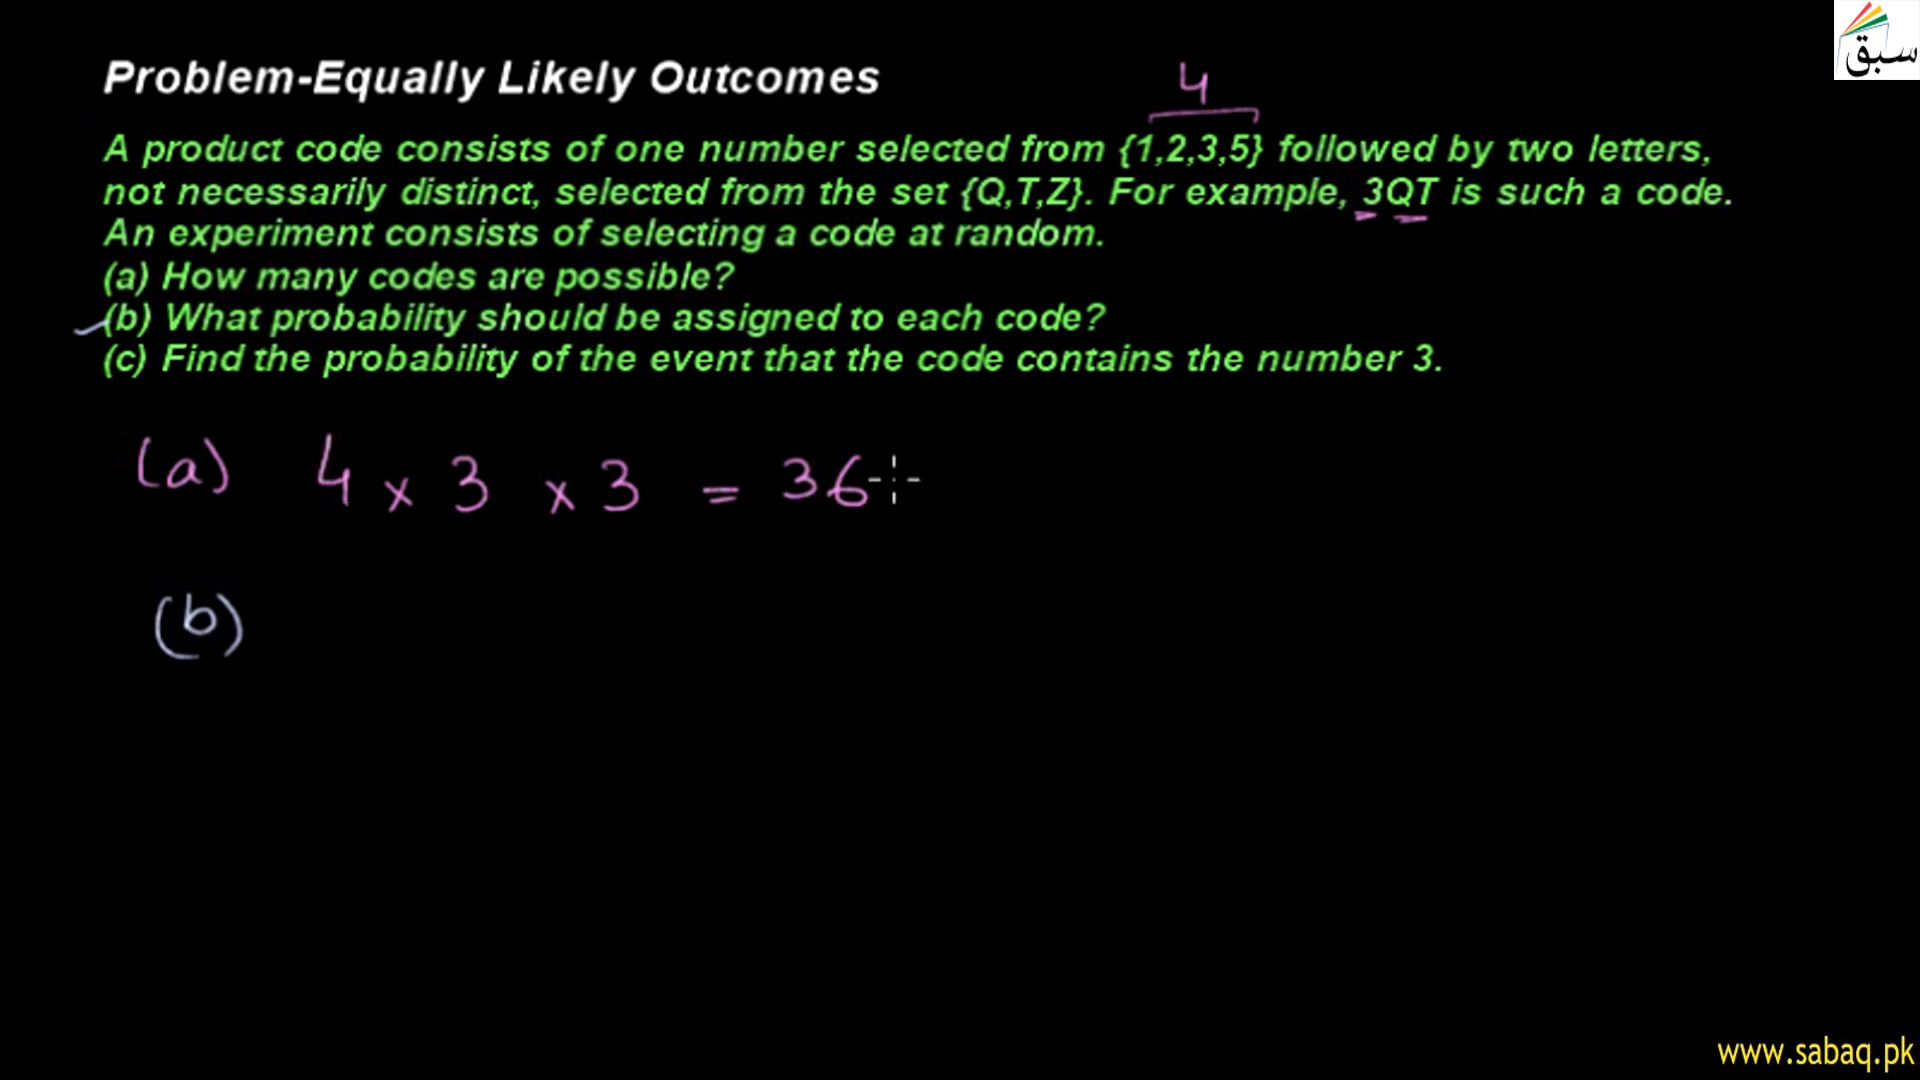 سبق
Problem-Equally Likely Outcomes
4
A product code consists of one number selected from {1,2,3,5} followed by two letters,
not necessarily distinct, selected from the set {Q,T,Z}. For example, 3QT is such a code.
An experiment consists of selecting a code at random.
(a) How many codes are possible?
(b) What probability should be assigned to each code?
(c) Find the probability of the event that the code contains the number 3.
(a) 4 x 3 x 3 = 36
(b)
www.sabaq.pk